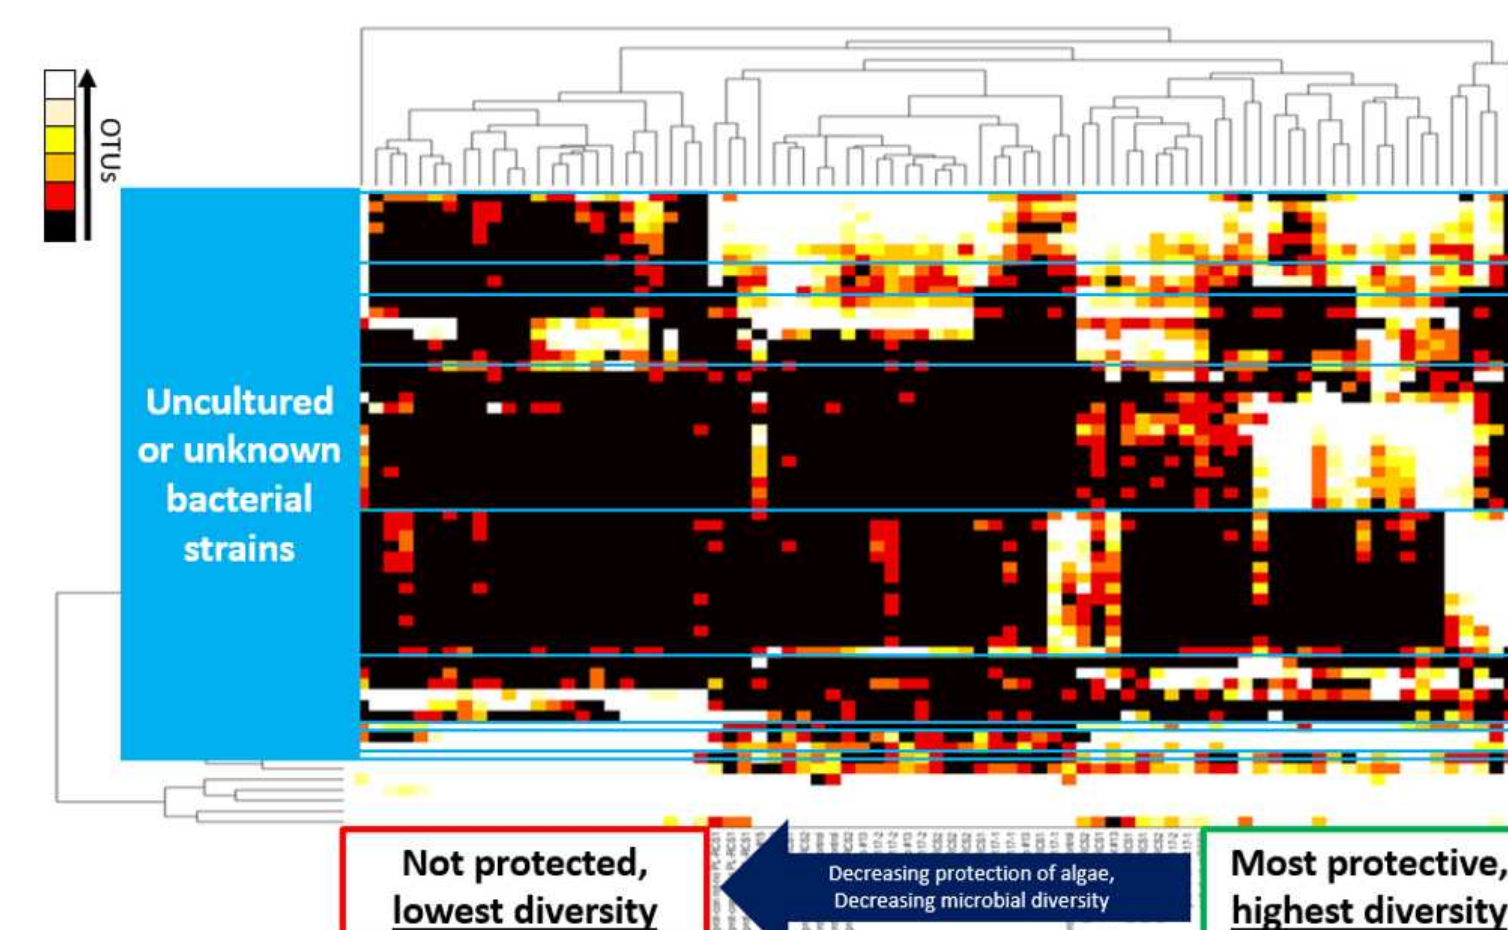 OTUs
Uncultured
or unknown
bacterial
strains
Not protected,
lowest diversity
Decreasing protection of algae,
Decreasing microbial diversity
Most protective,
highest diversity